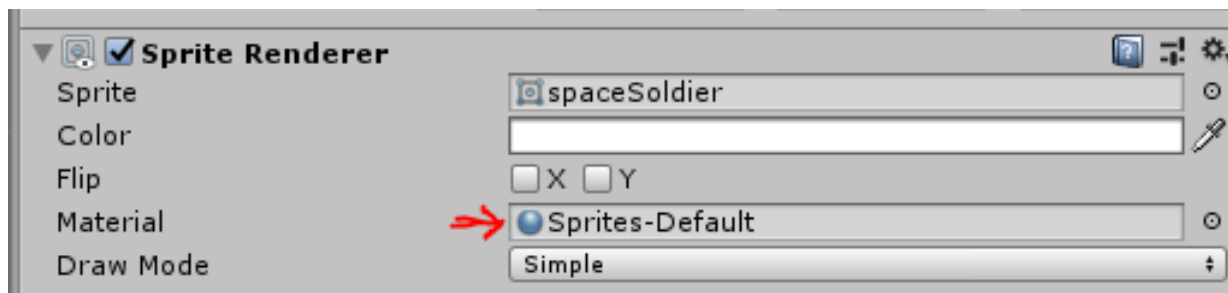 Sprite Renderer
Sprite spaceSoldier
Color
Flip X Y
Material Sprites-Default
Draw Mode Simple